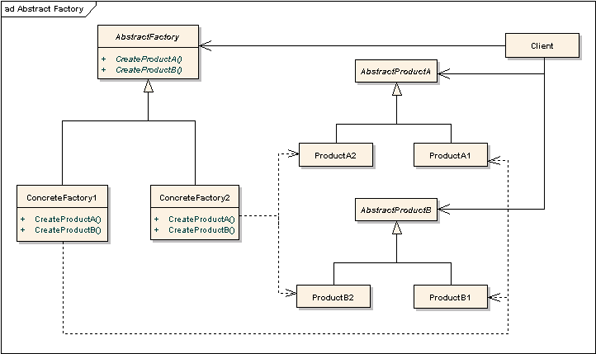 ad Abstract Factory
AbstractFactory
+ CreateProductA()
+ CreateProductB()
Client
AbstractProductA
ProductA2
ProductA1
ConcreteFactory1
+ CreateProductA()
+ CreateProductB()
ConcreteFactory2
+ CreateProductA()
+ CreateProductB()
AbstractProductB
ProductB2
ProductB1